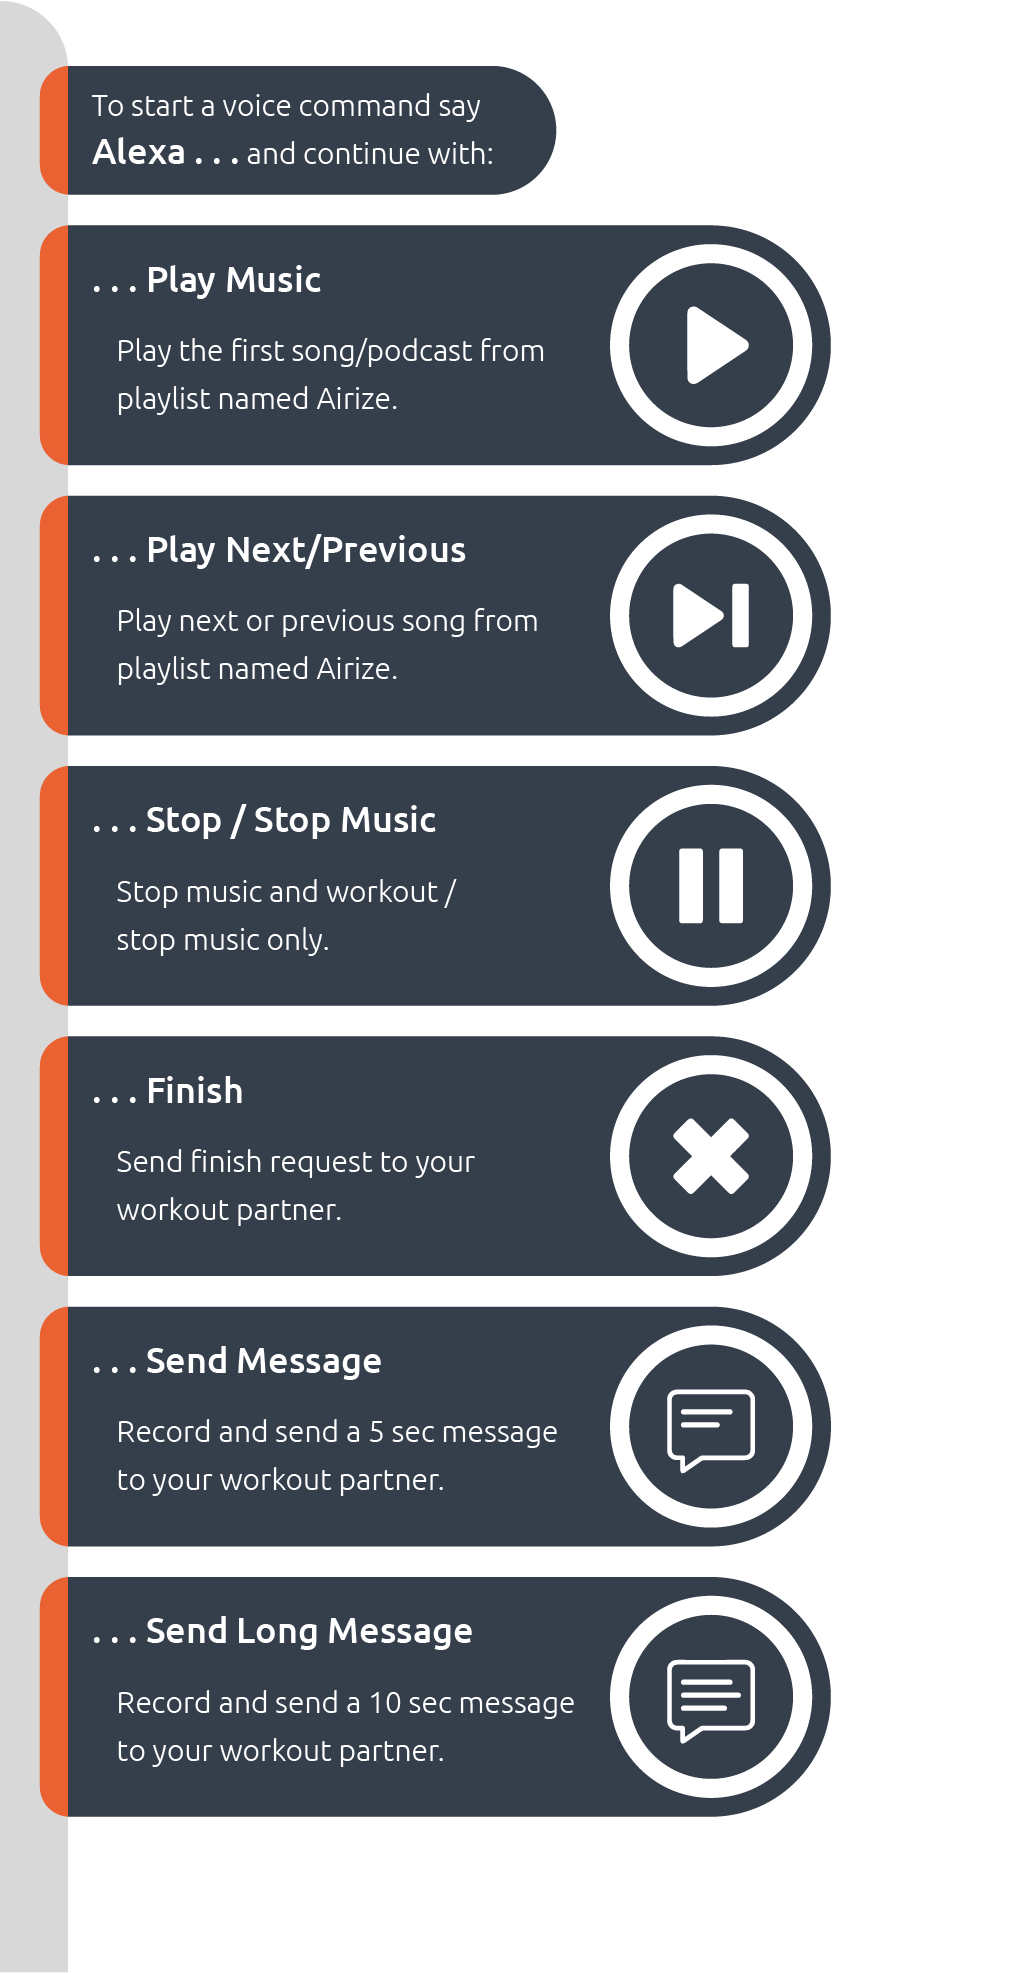 To start a voice command say
Alexa . . . and continue with:
. . . Play Music
Play the first song/podcast from
playlist named Airize.
. . . Play Next/Previous
Play next or previous song from
playlist named Airize.
. . . Stop / Stop Music
Stop music and workout /
stop music only.
. . . Finish
Send finish request to your
workout partner.
. . . Send Message
Record and send a 5 sec message
to your workout partner.
. . . Send Long Message
Record and send a 10 sec message
to your workout partner.